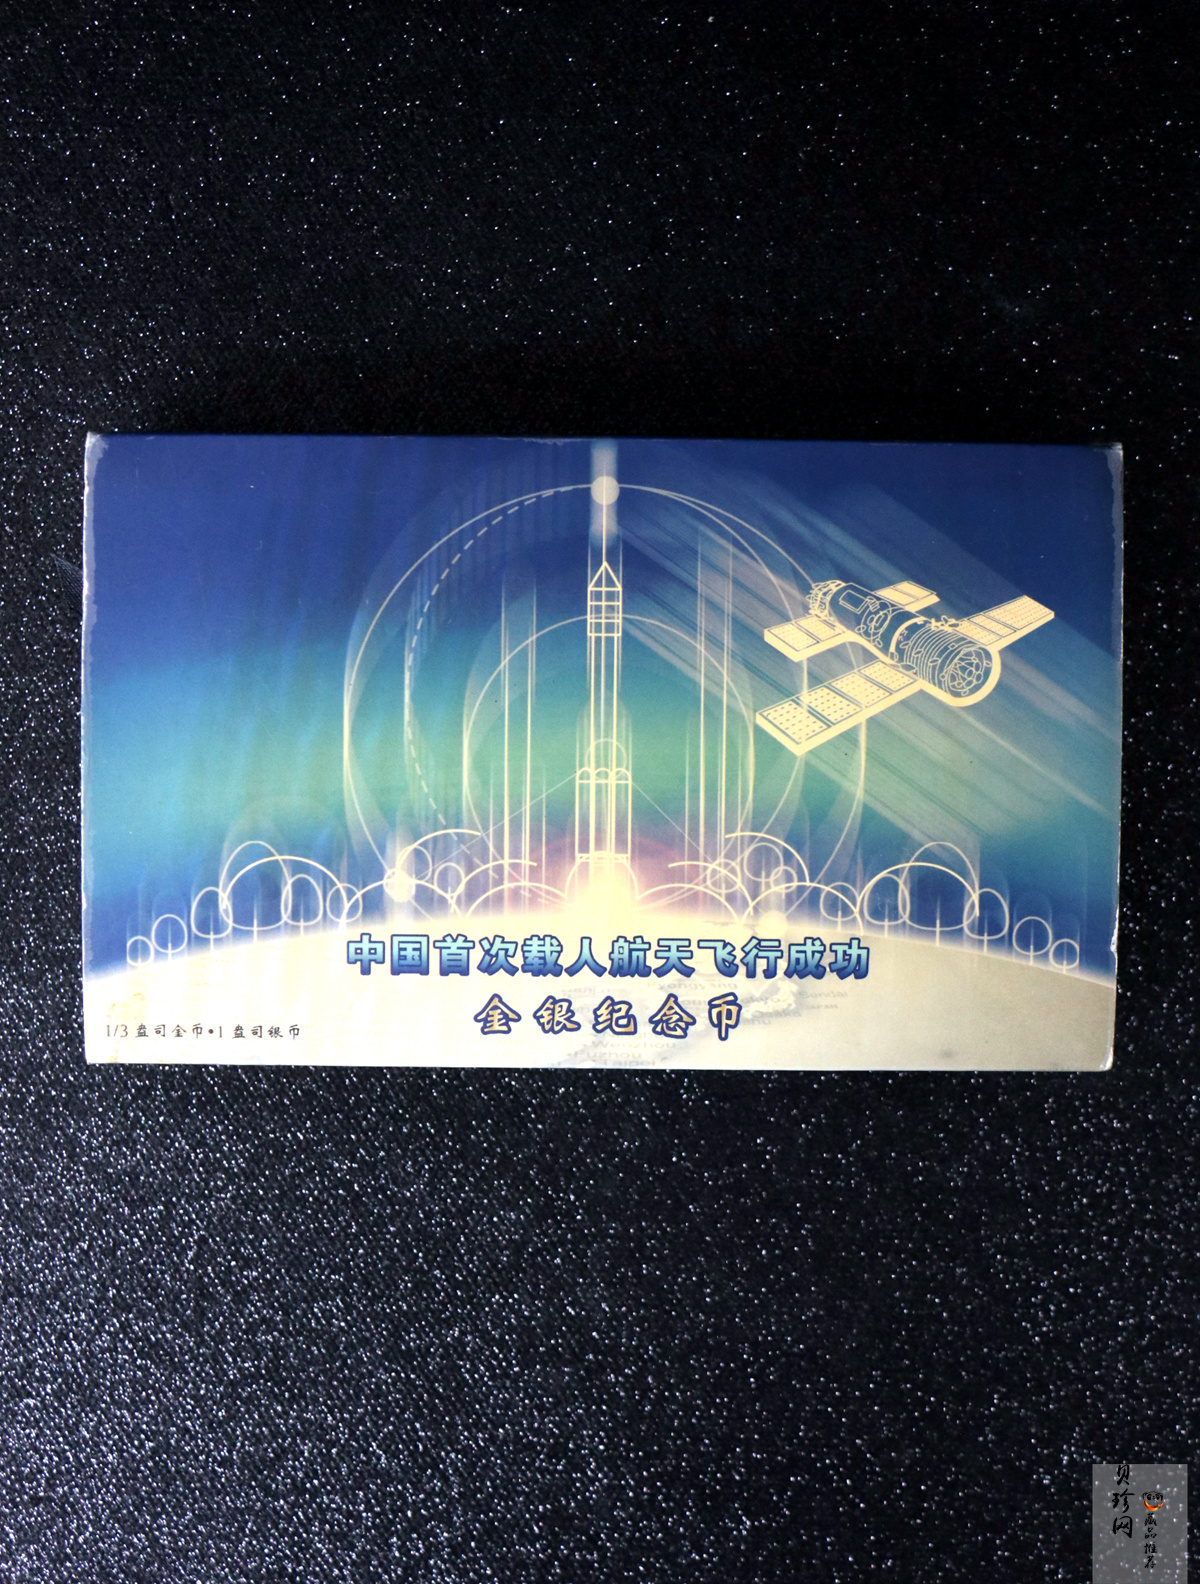 中国首次载人航天飞行成功
金银纪念币
1/3 盎司金币•1 盎司银币
贝珍网
藏品推荐